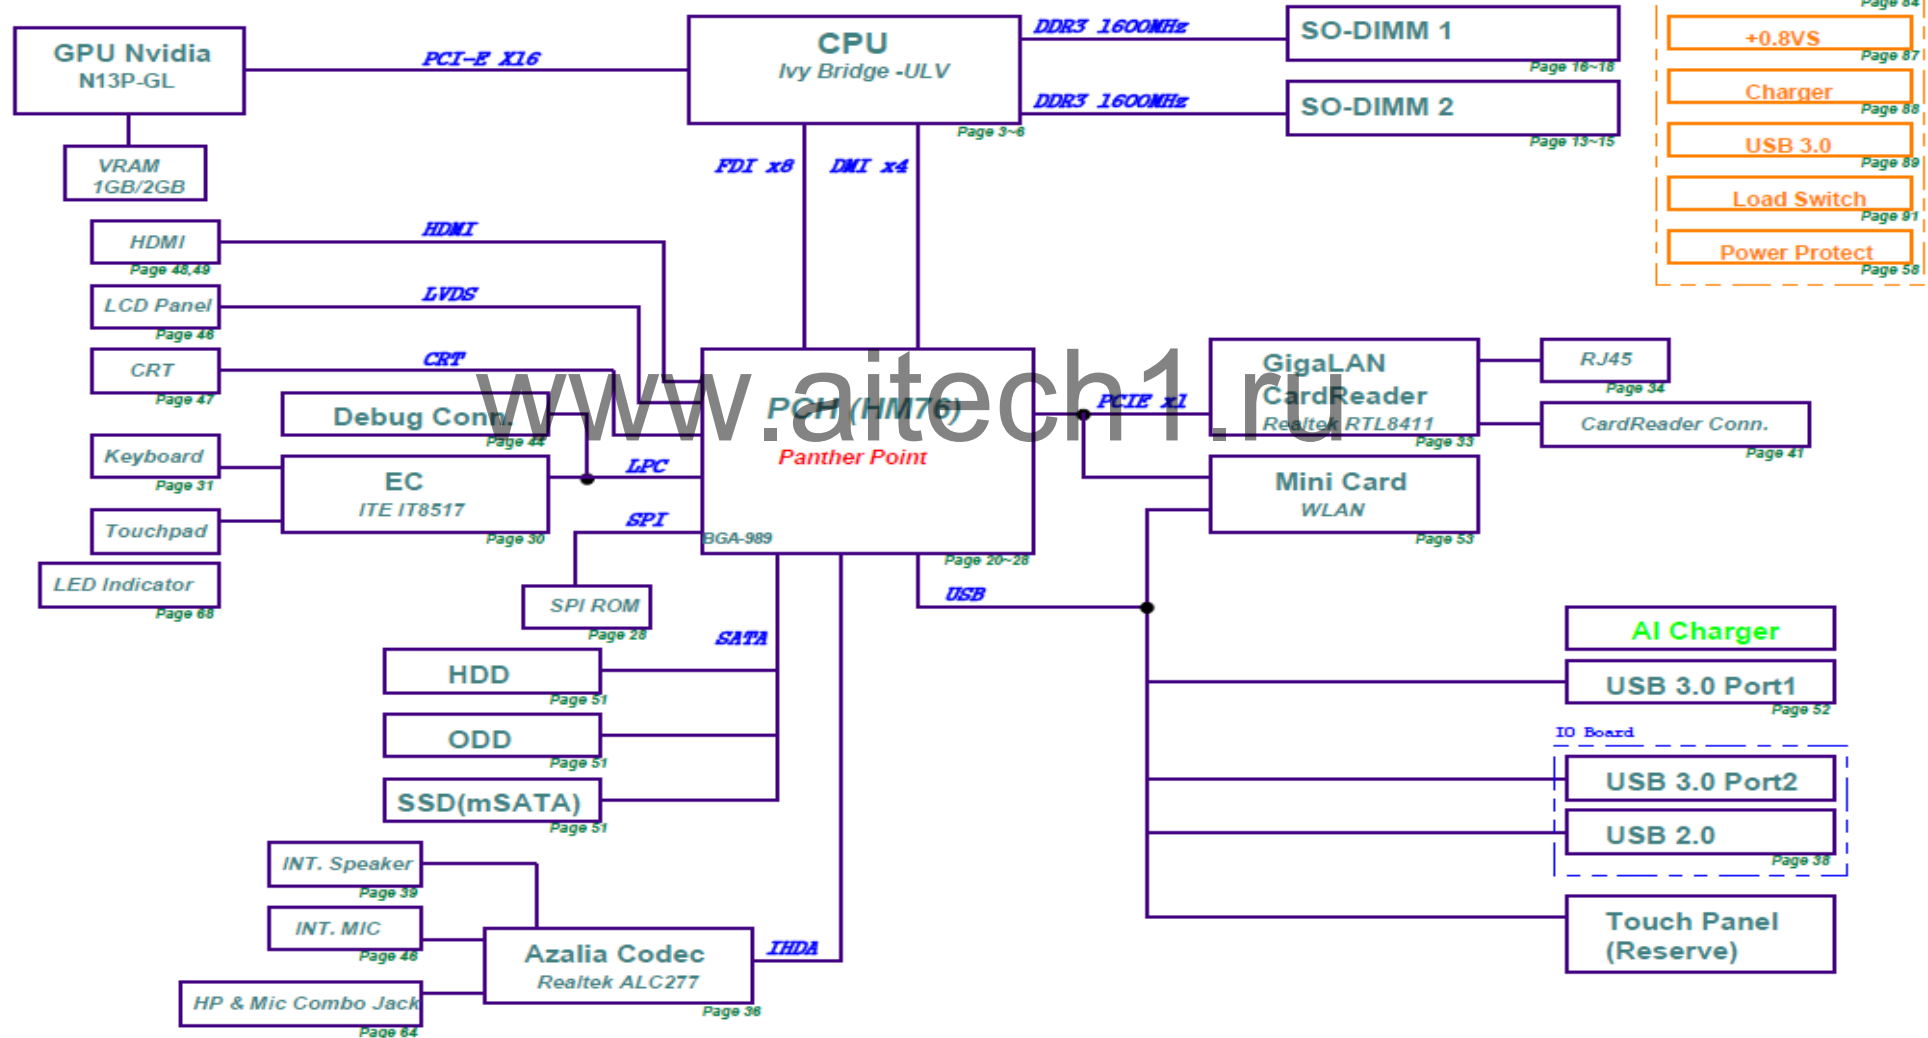 Page 84
GPU Nvidia
N13P-GL
PCI-E X16
CPU
Ivy Bridge -ULV
Page 3~6
DDR3 1600MHz
SO-DIMM 1
Page 16~18
DDR3 1600MHz
SO-DIMM 2
Page 13~15
+0.8VS
Page 87
Charger
Page 88
USB 3.0
Page 89
Load Switch
Page 91
Power Protect
Page 58
VRAM
1GB/2GB
FDI x8
DMI x4
HDMI
Page 48,49
HDMI
LCD Panel
Page 46
LVDS
CRT
Page 47
CRT
Debug Conn.
Page 44
Keyboard
Page 31
EC
ITE IT8517
Page 30
LPC
Touchpad
LED Indicator
Page 68
SPI
SPI ROM
Page 28
PCH (HM76)
Panther Point
BGA-989
Page 20~28
www.aitech1.ru
PCIE x1
GigaLAN
CardReader
Realtek RTL8411
Page 33
RJ45
Page 34
CardReader Conn.
Page 41
Mini Card
WLAN
Page 53
USB
SATA
HDD
Page 51
ODD
Page 51
SSD(mSATA)
Page 51
AI Charger
USB 3.0 Port1
Page 52
IO Board
USB 3.0 Port2
USB 2.0
Page 38
Touch Panel
(Reserve)
INT. Speaker
Page 39
INT. MIC
Page 46
HP & Mic Combo Jack
Page 64
Azalia Codec
Realtek ALC277
Page 36
IHDA